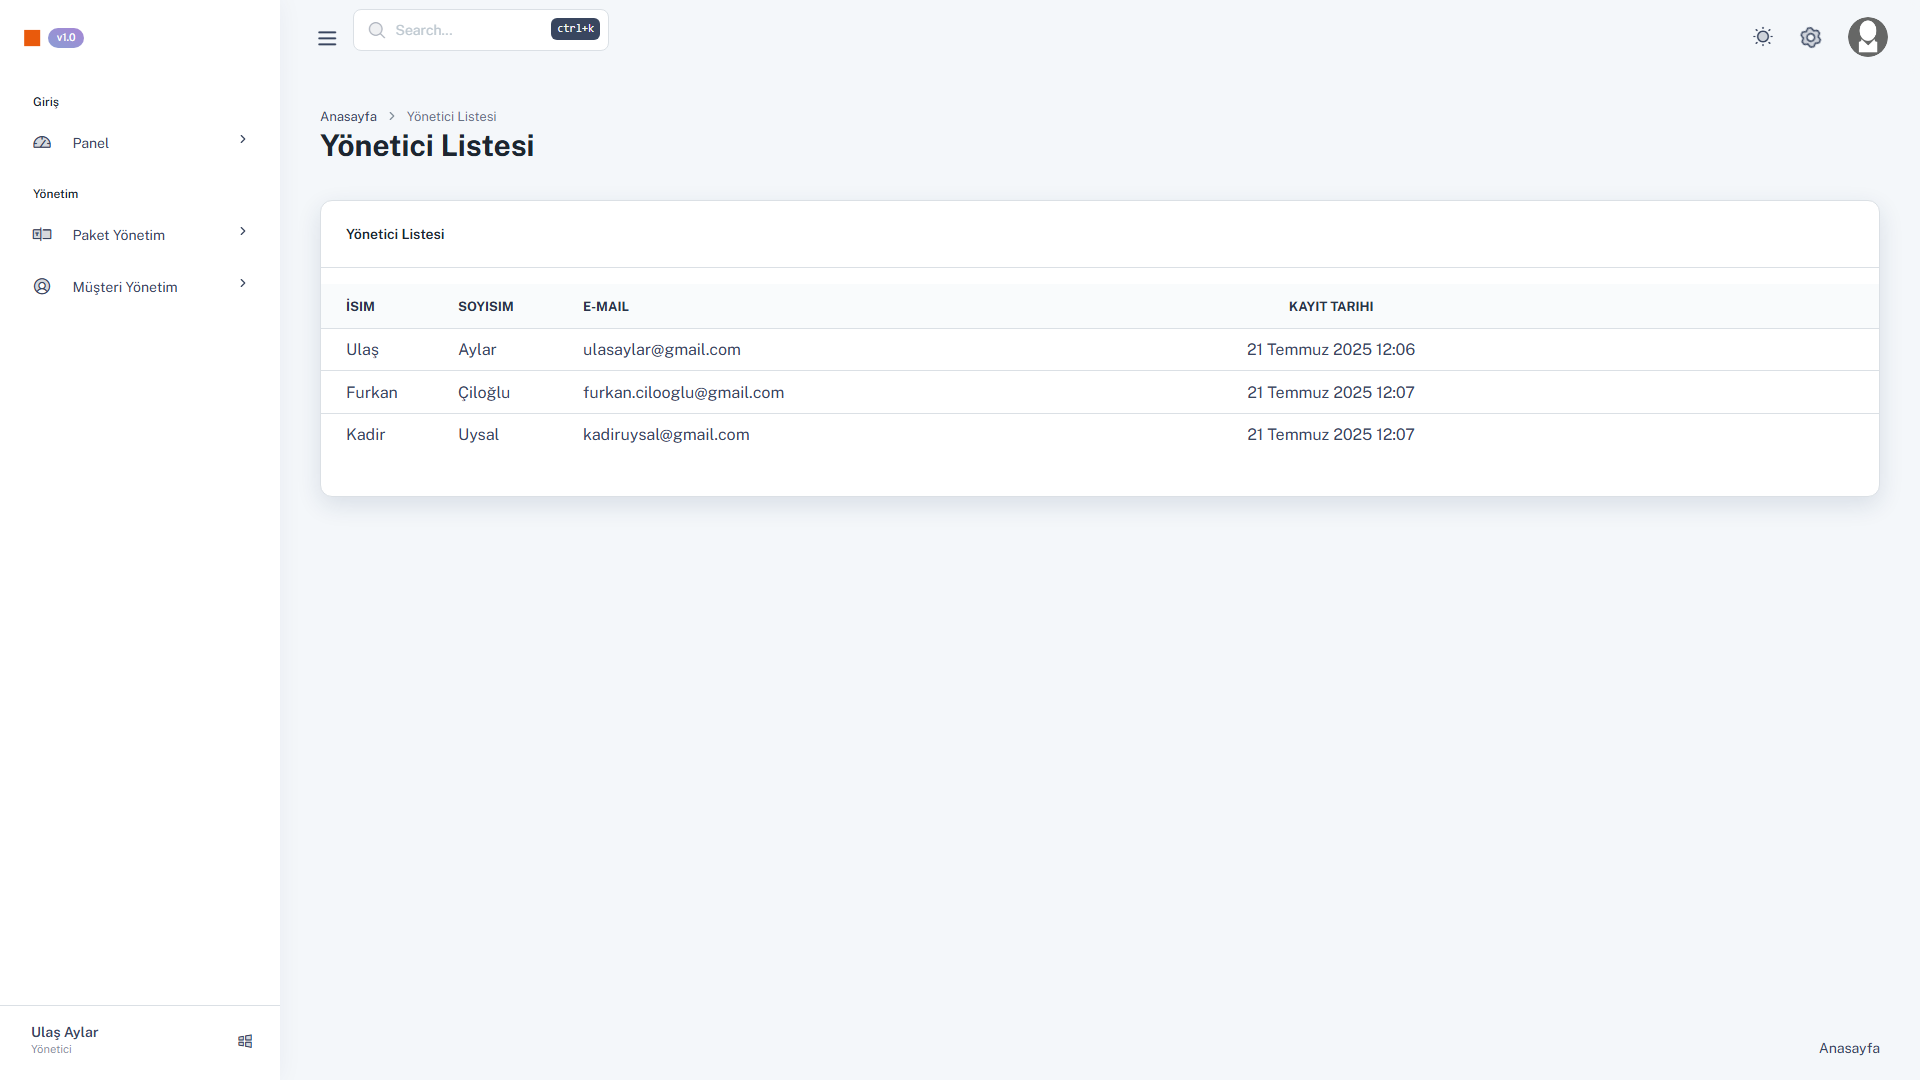 v1.0
Search...
ctrl+k
Giriş
Panel
Yönetim
Paket Yönetim
Müşteri Yönetim
Anasayfa > Yönetici Listesi
Yönetici Listesi
Yönetici Listesi
İSIM SOYISIM E-MAIL KAYIT TARIHI
Ulaş Aylar ulasaylar@gmail.com 21 Temmuz 2025 12:06
Furkan Çiloğlu furkan.cilooglu@gmail.com 21 Temmuz 2025 12:07
Kadir Uysal kadiruysal@gmail.com 21 Temmuz 2025 12:07
Ulaş Aylar
Yönetici
Anasayfa